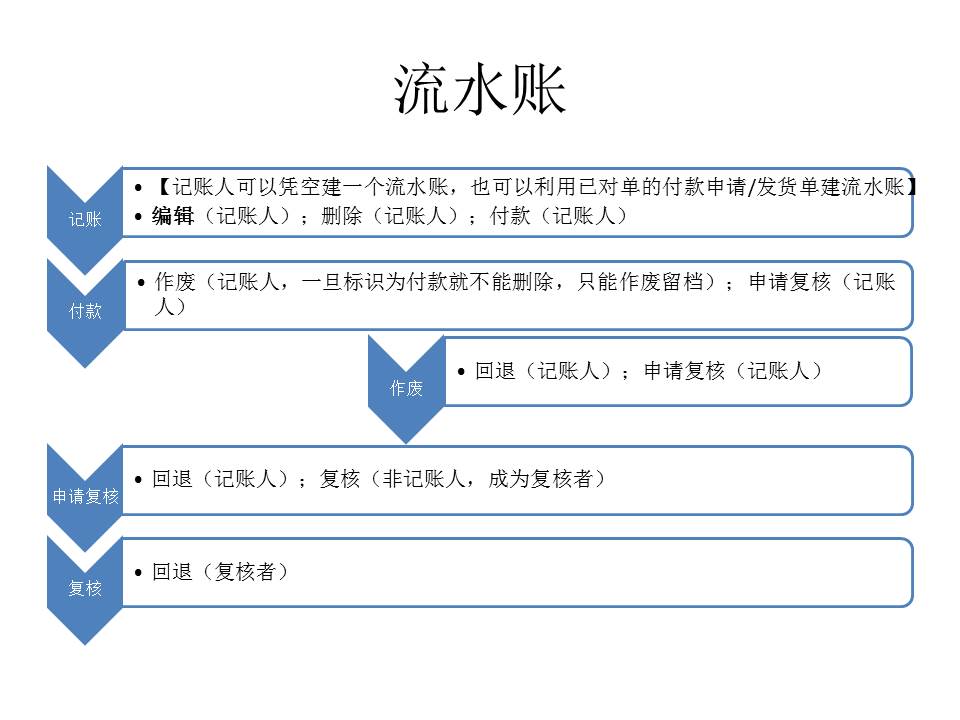 流水账
记账
• 【记账人可以凭空建一个流水账，也可以利用已对单的付款申请/发货单建流水账】
• 编辑（记账人）；删除（记账人）；付款（记账人）
付款
• 作废（记账人，一旦标识为付款就不能删除，只能作废留档）；申请复核（记账
人）
作废
• 回退（记账人）；申请复核（记账人）
申请复核
• 回退（记账人）；复核（非记账人，成为复核者）
复核
• 回退（复核者）